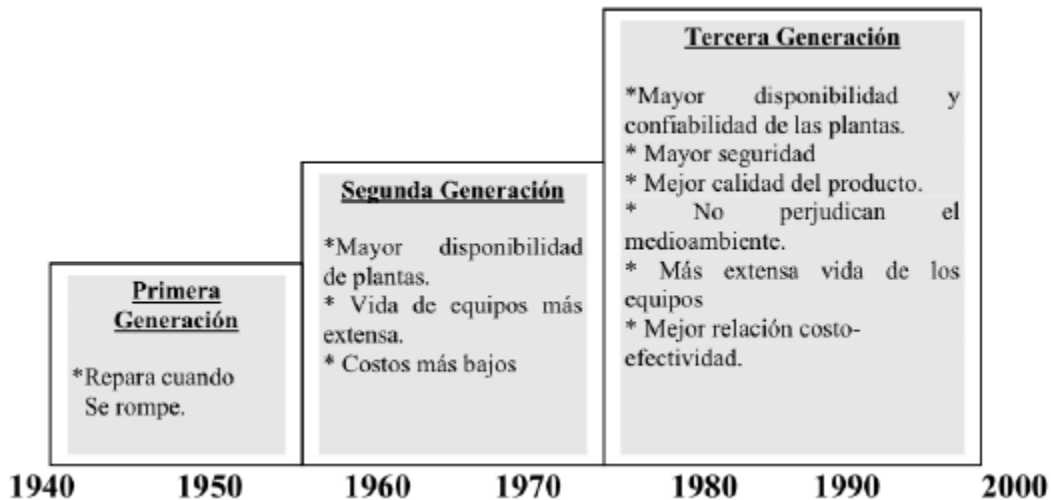 Primera
Generación
*Repara cuando
Se rompe.
Segunda Generación
*Mayor disponibilidad
de plantas.
* Vida de equipos más
extensa.
* Costos más bajos
Tercera Generación
*Mayor disponibilidad y
confiabilidad de las plantas.
* Mayor seguridad
* Mejor calidad del producto.
* No perjudican el
medioambiente.
* Más extensa vida de los
equipos
* Mejor relación costo-
efectividad.
1940 1950 1960 1970 1980 1990 2000